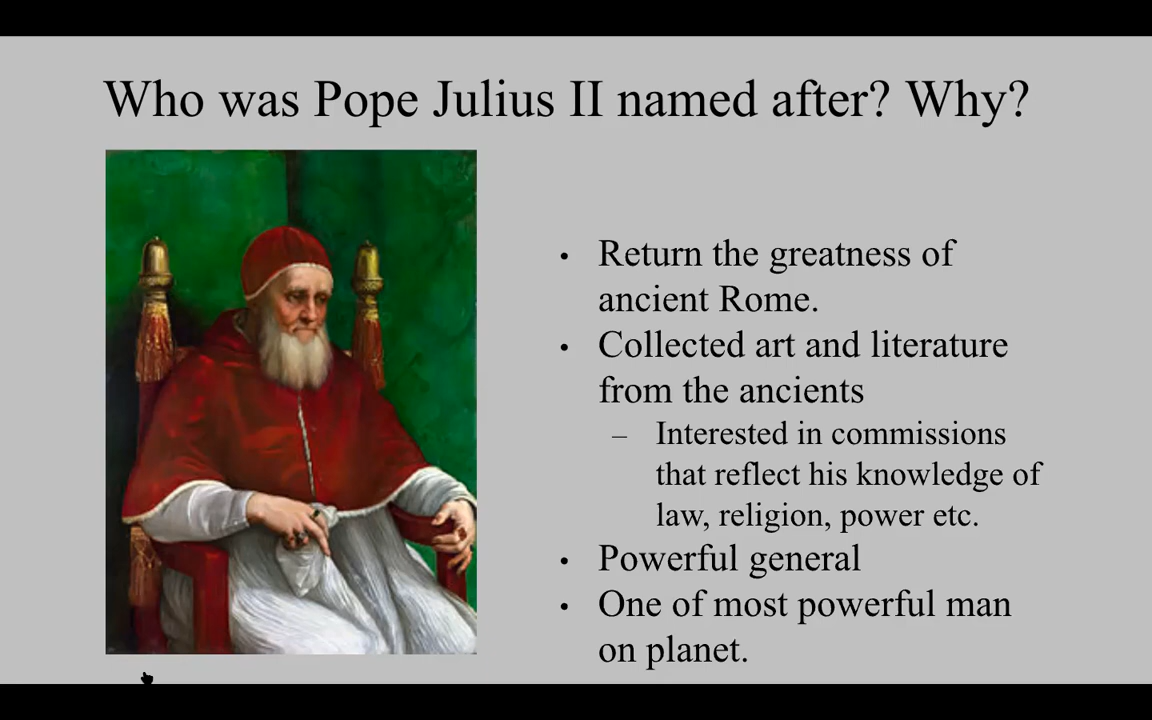 Who was Pope Julius II named after? Why?
• Return the greatness of
ancient Rome.
• Collected art and literature
from the ancients
– Interested in commissions
that reflect his knowledge of
law, religion, power etc.
• Powerful general
• One of most powerful man
on planet.